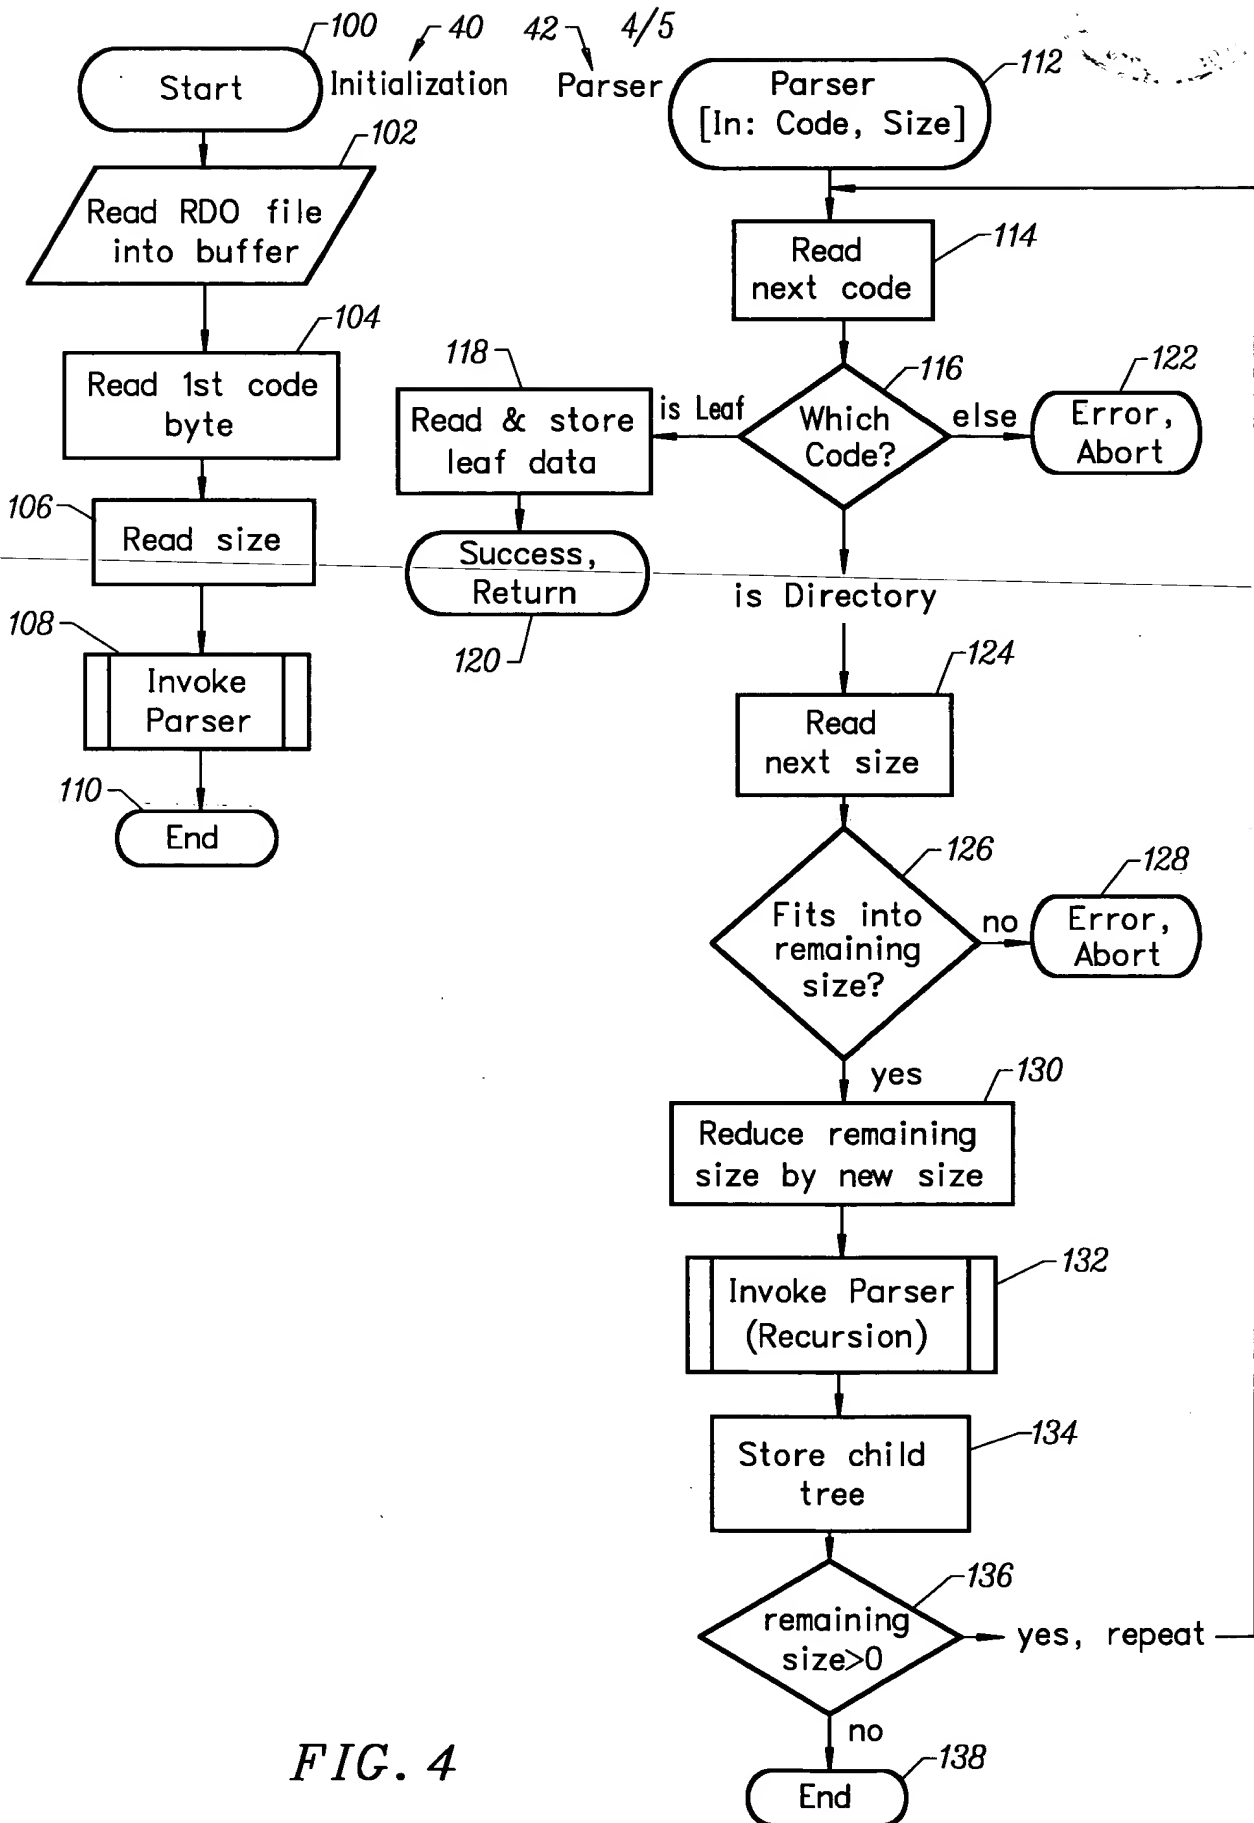 4/5
40
Initialization
100
Start
102
Read RDO file
into buffer
104
Read 1st code
byte
106
Read size
108
Invoke
Parser
110
End
42
Parser
112
Parser
[In: Code, Size]
114
Read
next code
116
Which
Code?
is Leaf
118
Read & store
leaf data
Success,
Return
120
else
122
Error,
Abort
is Directory
124
Read
next size
126
Fits into
remaining
size?
no
128
Error,
Abort
yes
130
Reduce remaining
size by new size
132
Invoke Parser
(Recursion)
134
Store child
tree
136
remaining
size>0
yes, repeat
no
138
End
FIG. 4